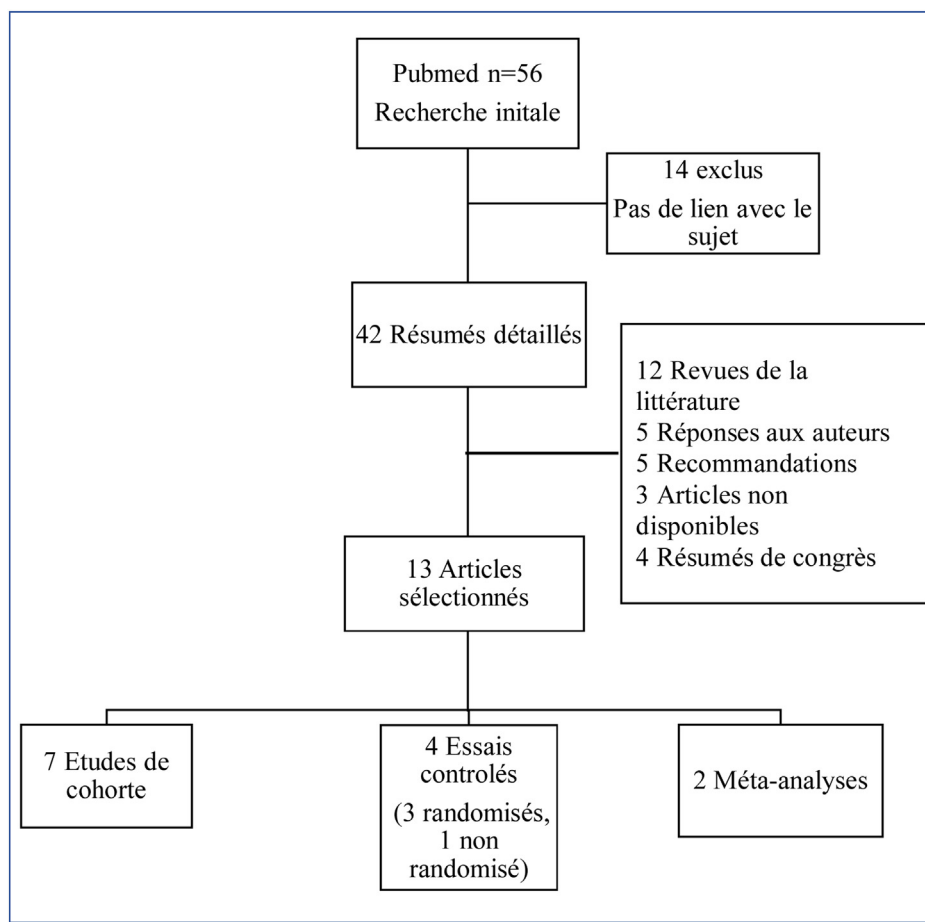 Pubmed n=56
Recherche initale
14 exclus
Pas de lien avec le
sujet
42 Résumés détaillés
12 Revues de la
littérature
5 Réponses aux auteurs
5 Recommandations
3 Articles non
disponibles
4 Résumés de congrès
13 Articles
sélectionnés
7 Etudes de
cohorte
4 Essais
controlés
(3 randomisés,
1 non
randomisé)
2 Méta-analyses